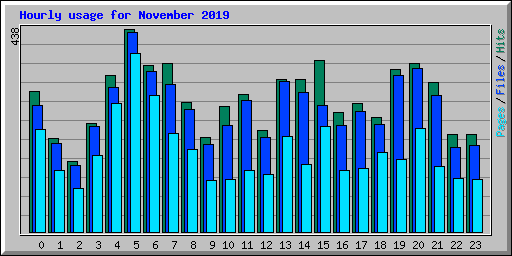 Hourly usage for November 2019
438
Pages / Files / Hits
0 1 2 3 4 5 6 7 8 9 10 11 12 13 14 15 16 17 18 19 20 21 22 23